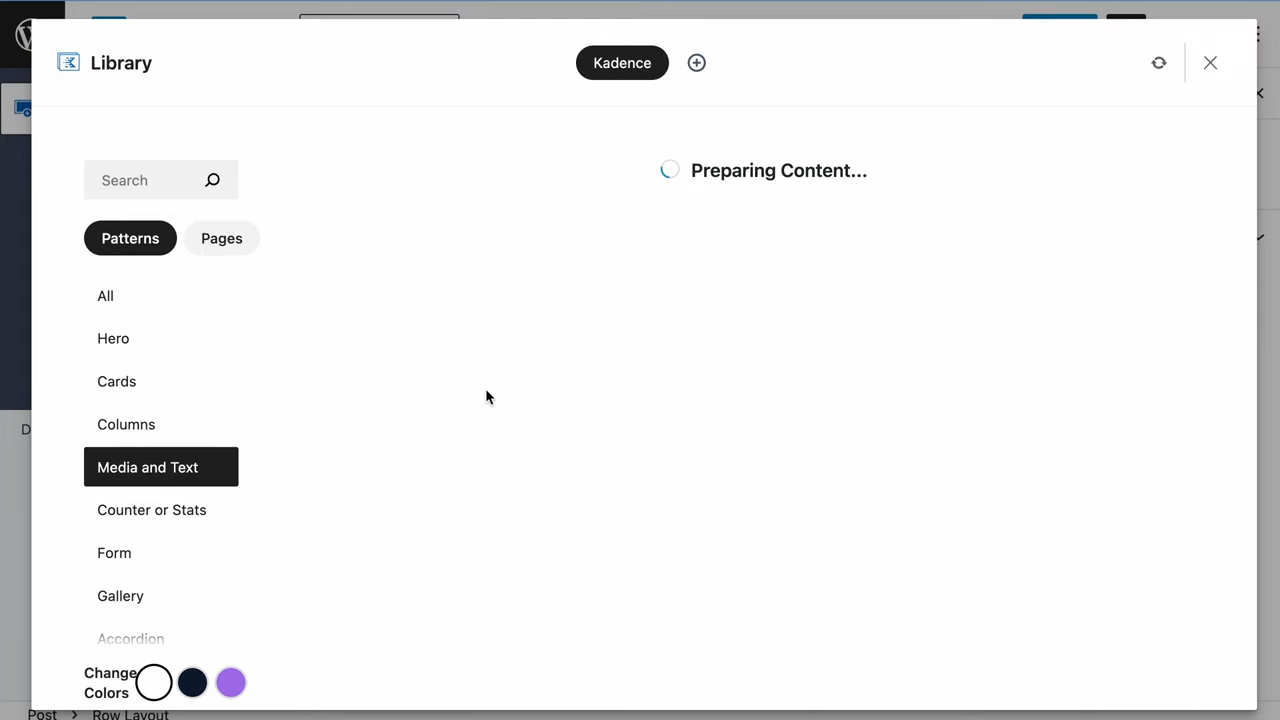 Library
Kadence
Search
Preparing Content...
Patterns
Pages
All
Hero
Cards
Columns
Media and Text
Counter or Stats
Form
Gallery
Accordion
Change
Colors
D
Post
Row Layout